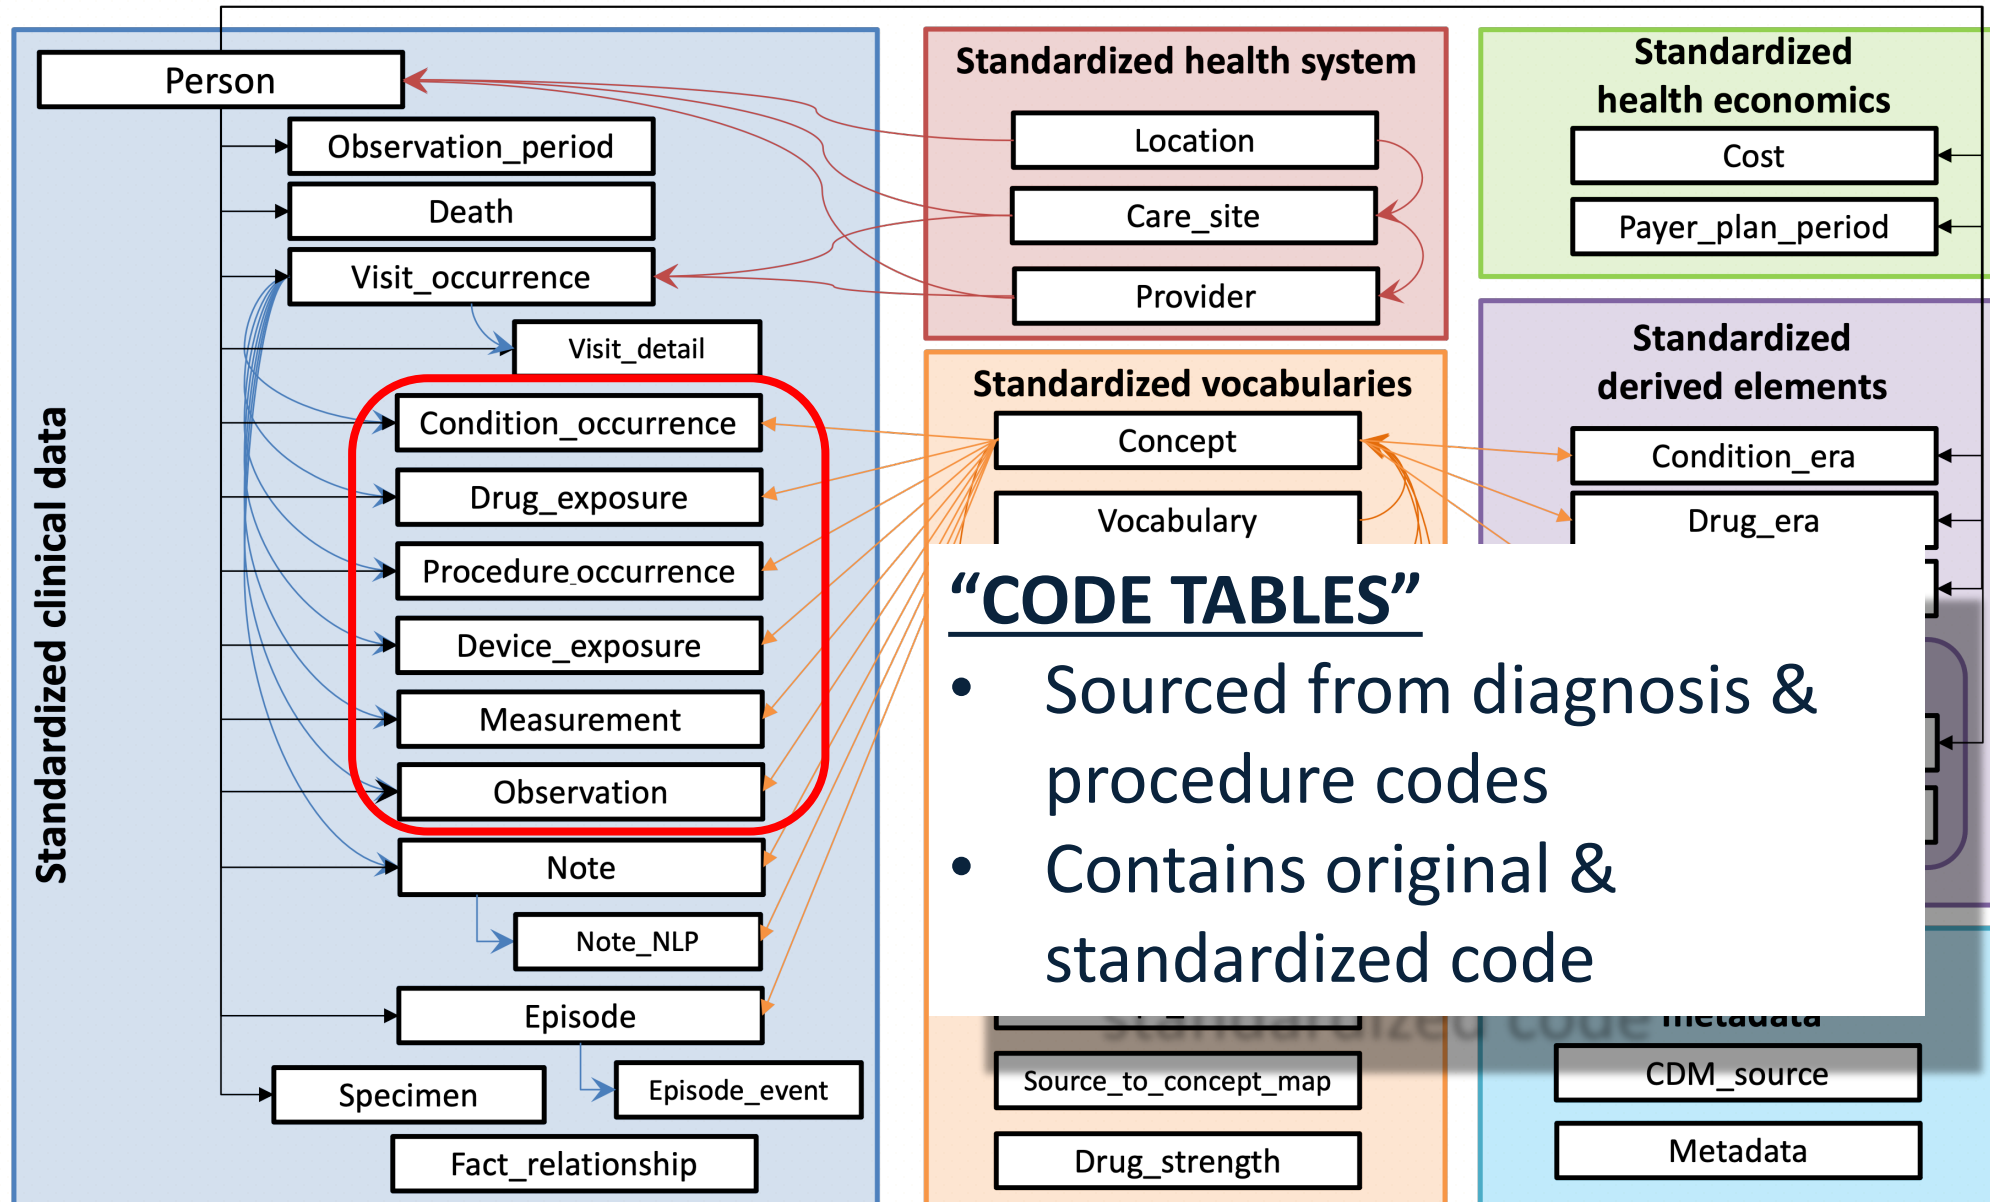 Standardized clinical data
Person
Observation_period
Death
Visit_occurrence
Visit_detail
Condition_occurrence
Drug_exposure
Procedure_occurrence
Device_exposure
Measurement
Observation
Note
Note_NLP
Episode
Episode_event
Specimen
Fact_relationship
Standardized health system
Location
Care_site
Provider
Standardized vocabularies
Concept
Vocabulary
Source_to_concept_map
Drug_strength
Standardized
health economics
Cost
Payer_plan_period
Standardized
derived elements
Condition_era
Drug_era
metadata
CDM_source
Metadata
“CODE TABLES”
• Sourced from diagnosis &
procedure codes
• Contains original &
standardized code